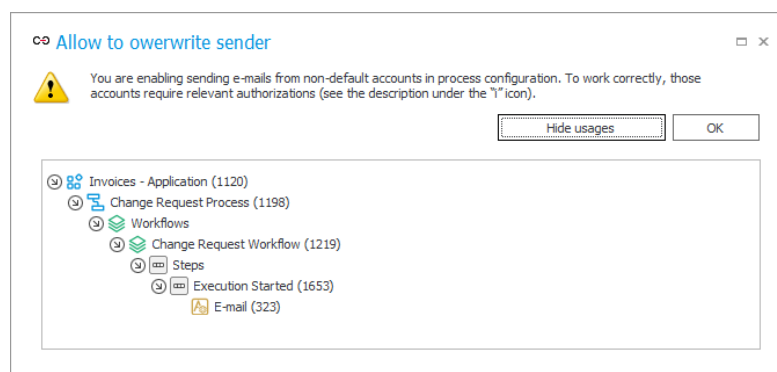 Allow to owerwrite sender
You are enabling sending e-mails from non-default accounts in process configuration. To work correctly, those
accounts require relevant authorizations (see the description under the "i" icon).
Hide usages
OK
Invoices - Application (1120)
Change Request Process (1198)
Workflows
Change Request Workflow (1219)
Steps
Execution Started (1653)
E-mail (323)